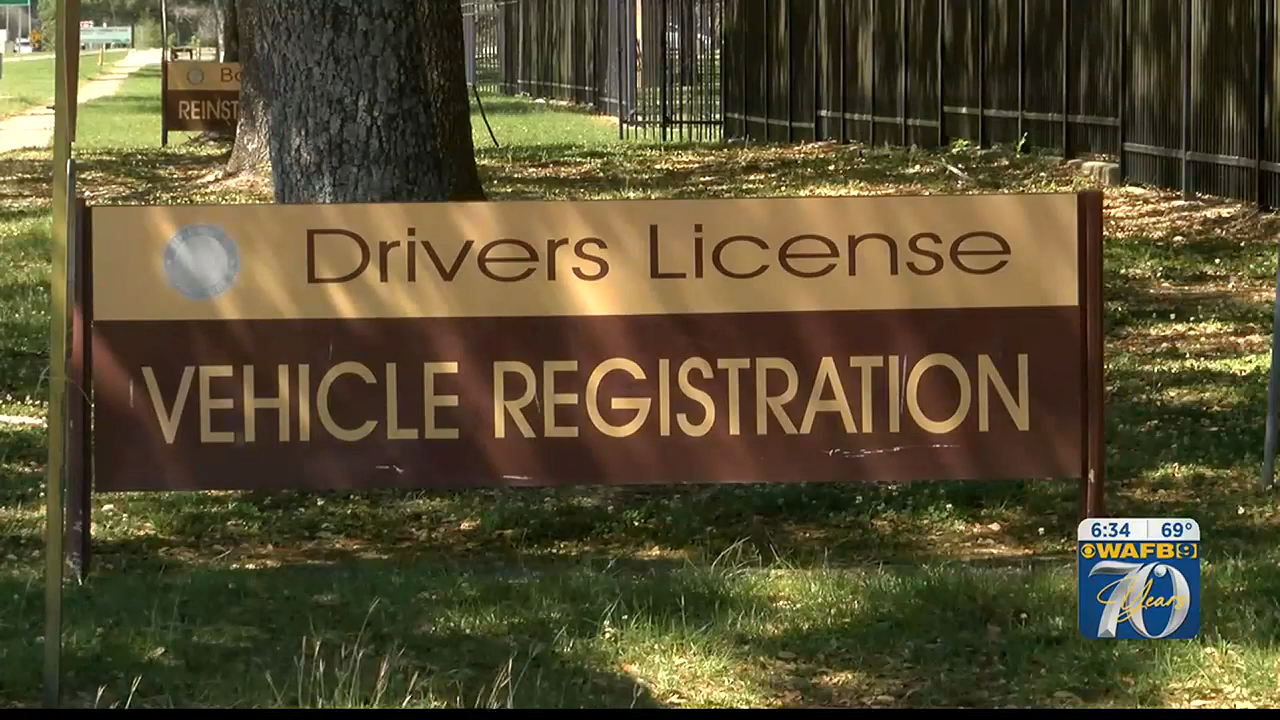 Drivers License
VEHICLE REGISTRATION
REINST
6:34 69°
WAFB 9
70
Years